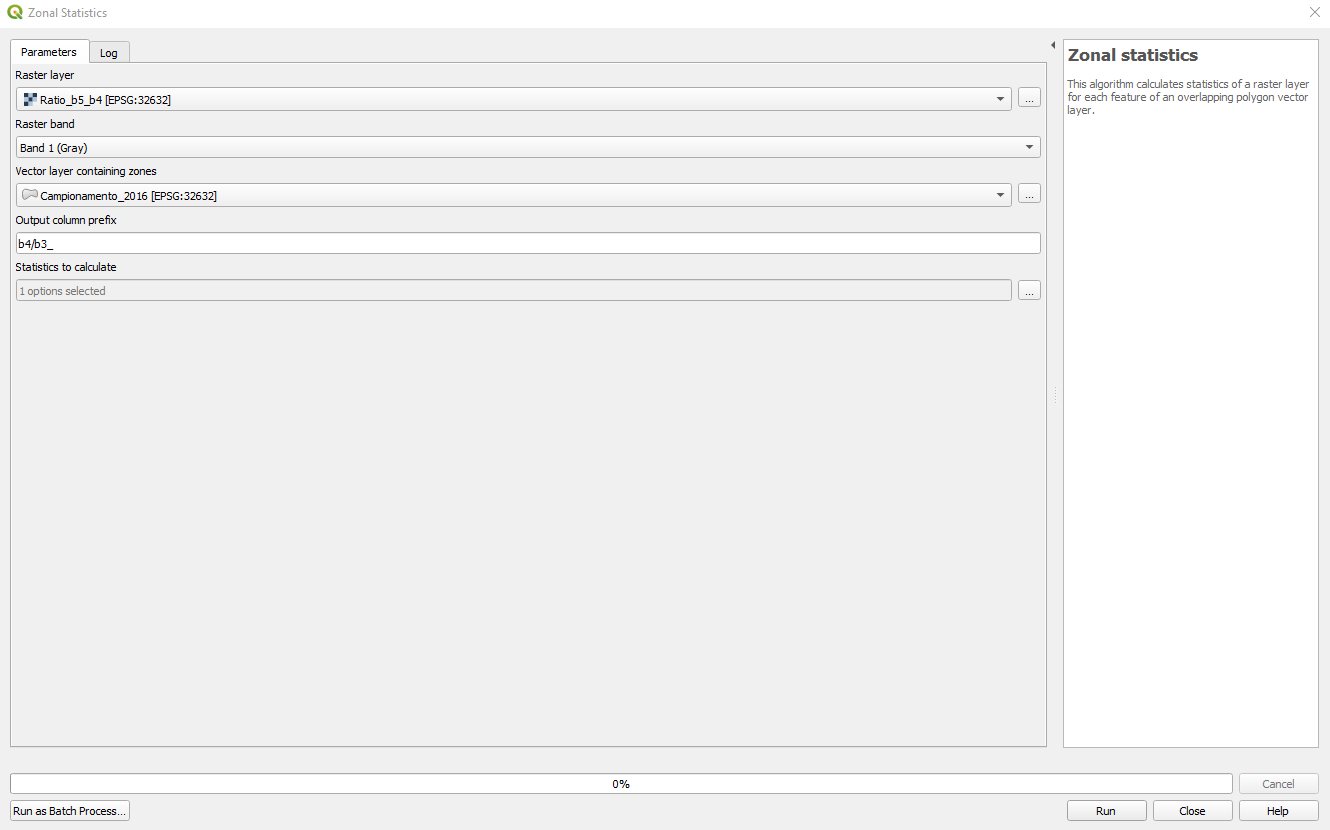 Zonal Statistics
Parameters
Log
Raster layer
Ratio_b5_b4 [EPSG:32632]
...
Raster band
Band 1 (Gray)
Vector layer containing zones
Campionamento_2016 [EPSG:32632]
...
Output column prefix
b4/b3_
Statistics to calculate
1 options selected
...
Zonal statistics
This algorithm calculates statistics of a raster layer
for each feature of an overlapping polygon vector
layer.
0%
Cancel
Run as Batch Process...
Run
Close
Help